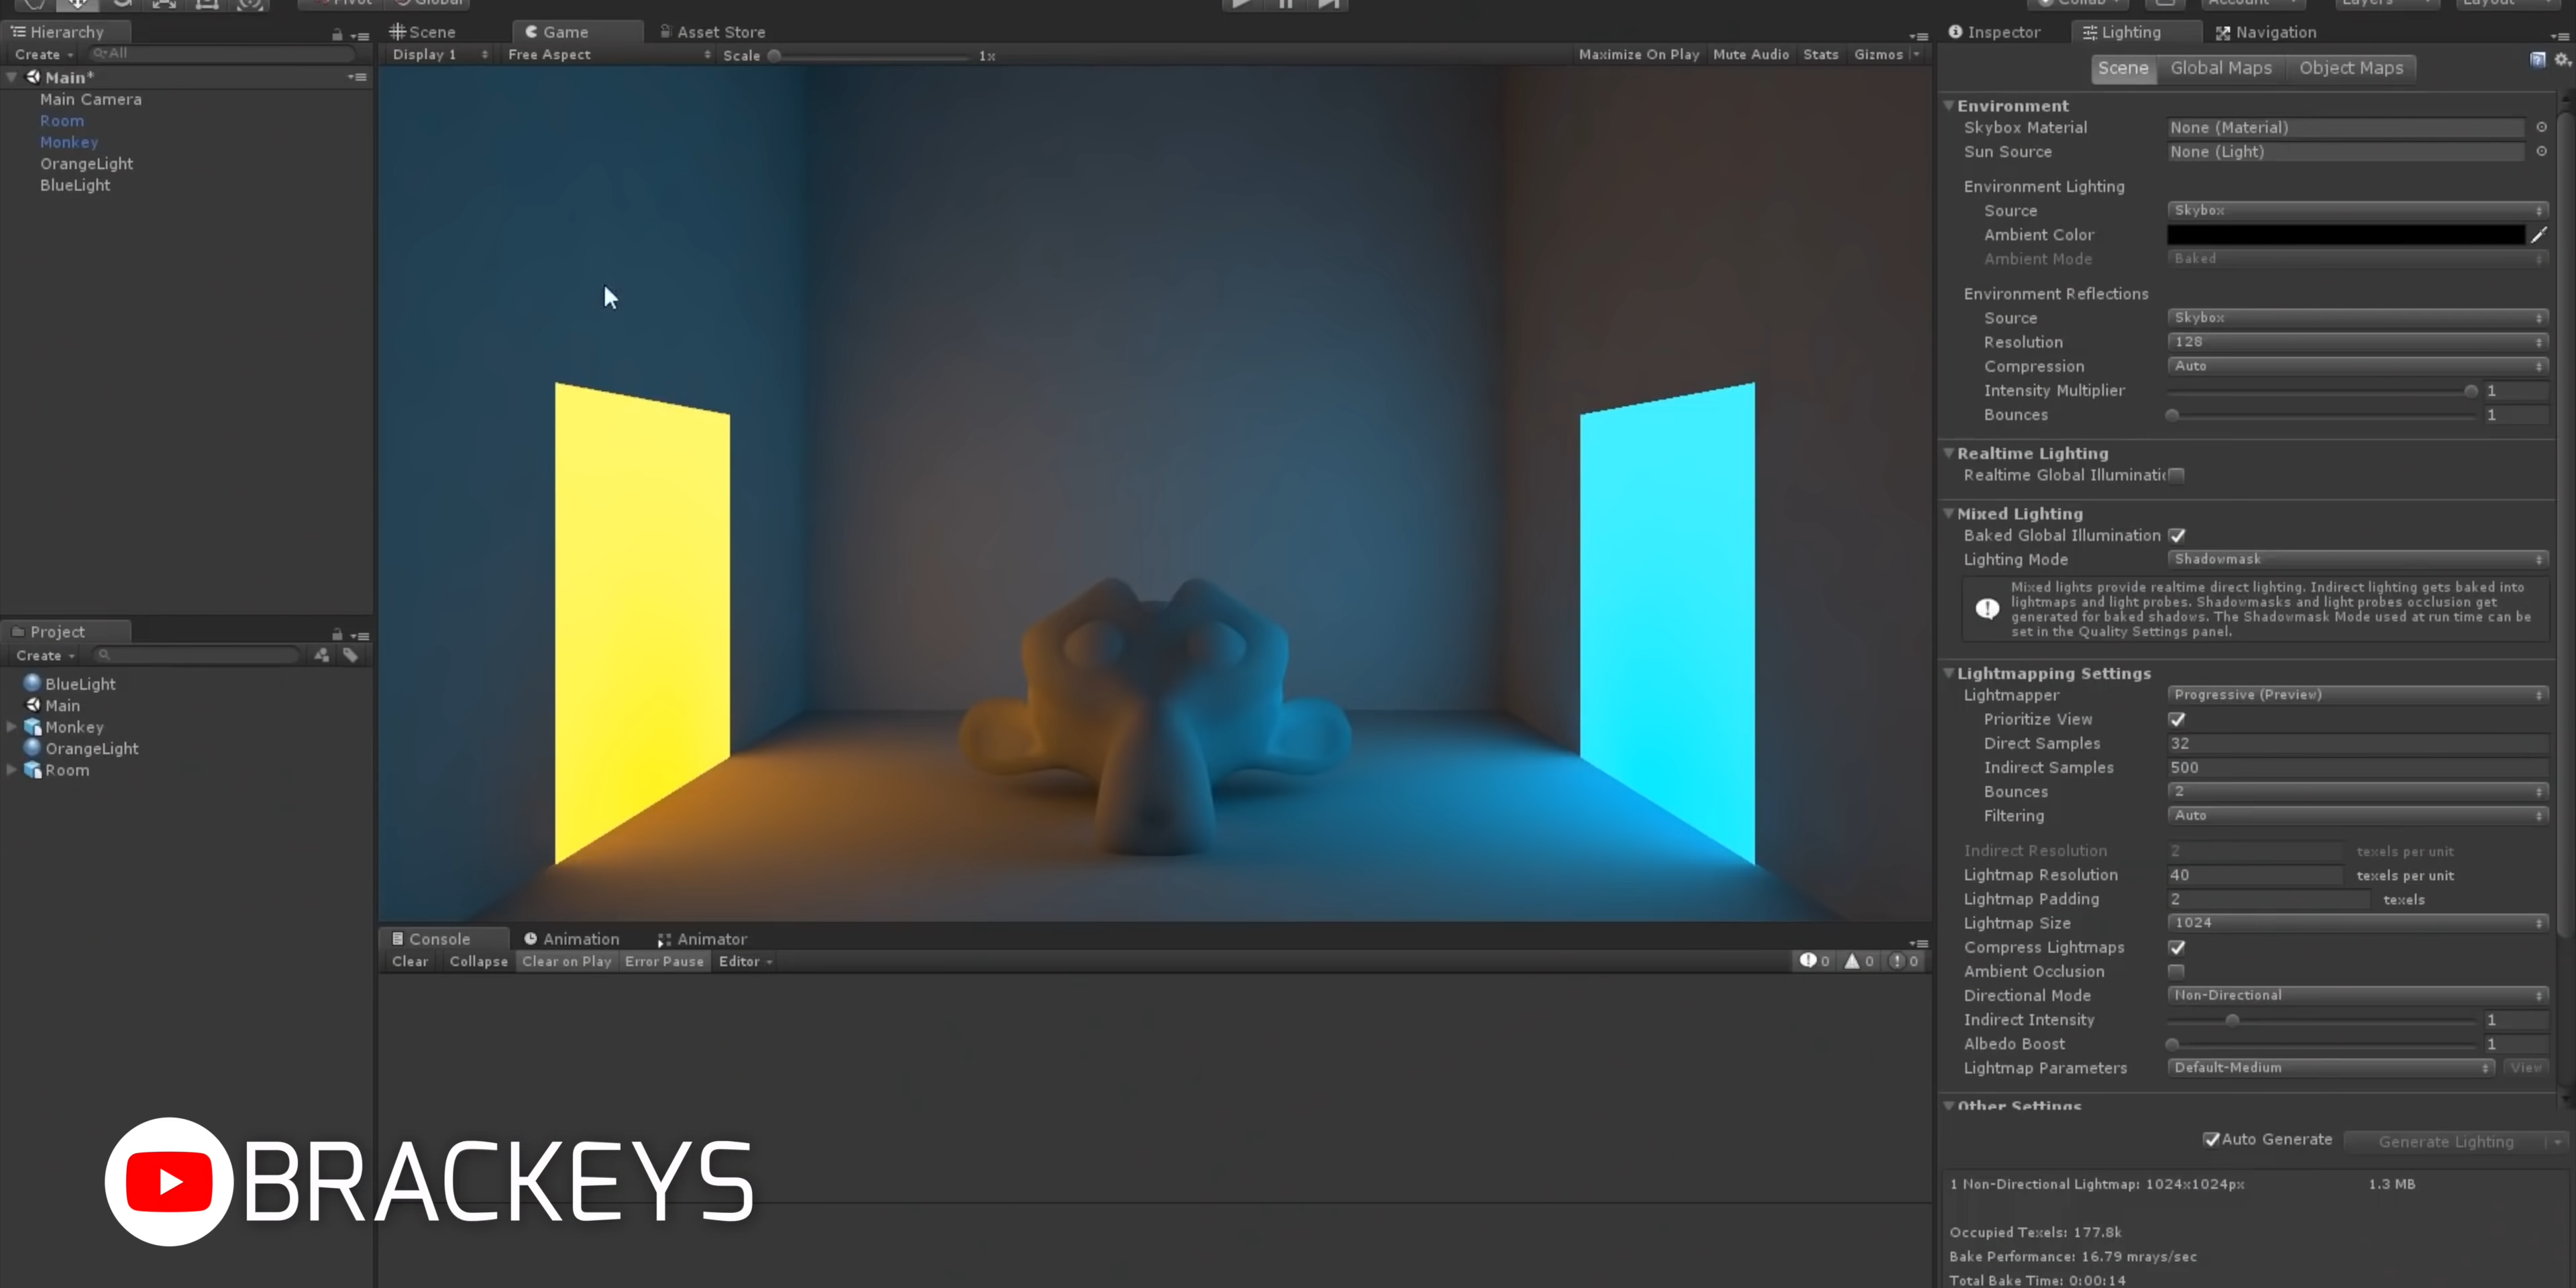 Pivot Global
Collab Account Layers Layout
Hierarchy
Create All
Main*
Main Camera
Room
Monkey
OrangeLight
BlueLight
Project
Create
BlueLight
Main
Monkey
OrangeLight
Room
Scene Game Asset Store
Display 1 Free Aspect Scale 1x Maximize On Play Mute Audio Stats Gizmos
Console Animation Animator
Clear Collapse Clear on Play Error Pause Editor 0 0 0
Inspector Lighting Navigation
Scene Global Maps Object Maps
Environment
Skybox Material None (Material)
Sun Source None (Light)
Environment Lighting
Source Skybox
Ambient Color
Ambient Mode Baked
Environment Reflections
Source Skybox
Resolution 128
Compression Auto
Intensity Multiplier 1
Bounces 1
Realtime Lighting
Realtime Global Illuminatic
Mixed Lighting
Baked Global Illumination
Lighting Mode Shadowmask
Mixed lights provide realtime direct lighting. Indirect lighting gets baked into
lightmaps and light probes. Shadowmasks and light probes occlusion get
generated for baked shadows. The Shadowmask Mode used at run time can be
set in the Quality Settings panel.
Lightmapping Settings
Lightmapper Progressive (Preview)
Prioritize View
Direct Samples 32
Indirect Samples 500
Bounces 2
Filtering Auto
Indirect Resolution 2 texels per unit
Lightmap Resolution 40 texels per unit
Lightmap Padding 2 texels
Lightmap Size 1024
Compress Lightmaps
Ambient Occlusion
Directional Mode Non-Directional
Indirect Intensity 1
Albedo Boost 1
Lightmap Parameters Default-Medium View
Other Settings
Auto Generate Generate Lighting
1 Non-Directional Lightmap: 1024x1024px 1.3 MB
Occupied Texels: 177.8k
Bake Performance: 16.79 mrays/sec
Total Bake Time: 0:00:14
BRACKEYS